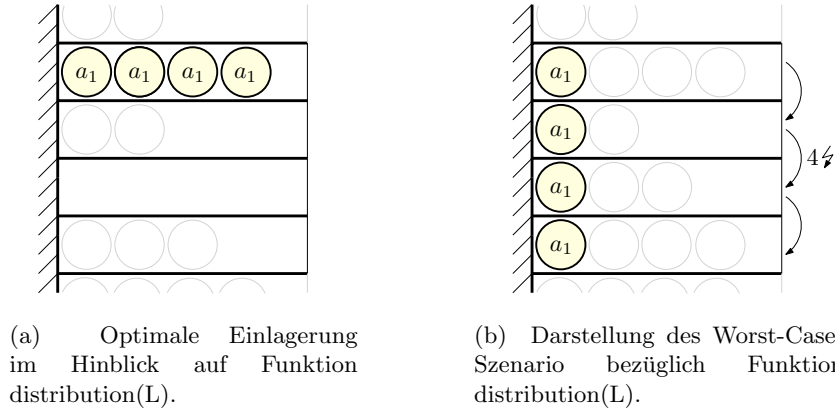 a1 a1 a1 a1
a1
a1
4↯
a1
a1
(a) Optimale Einlagerung
im Hinblick auf Funktion
distribution(L).
(b) Darstellung des Worst-Case
Szenario bezüglich Funktion
distribution(L).